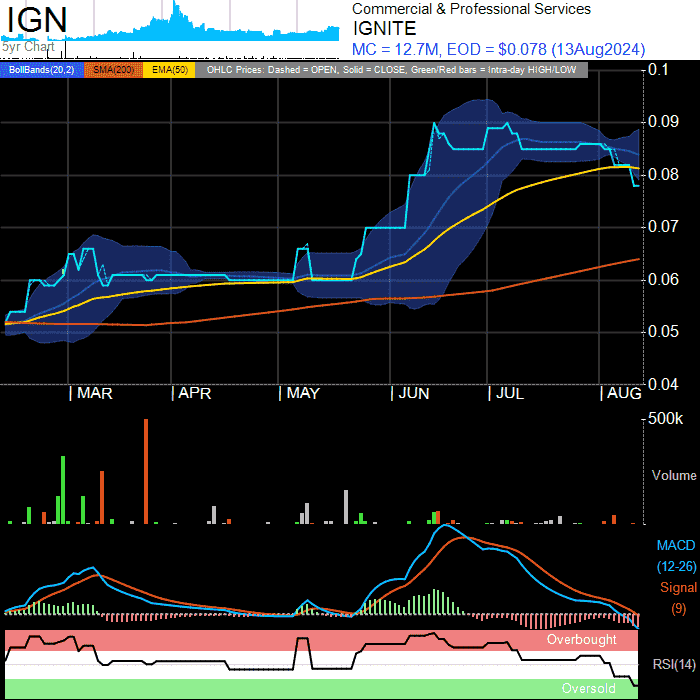 IGN
5yr Chart
Commercial & Professional Services
IGNITE
MC = 12.7M, EOD = $0.078 (13Aug2024)
BollBands(20,2) SMA(200) EMA(50) OHLC Prices: Dashed = OPEN, Solid = CLOSE, Green/Red bars = Intra-day HIGH/LOW
0.1
0.09
0.08
0.07
0.06
0.05
0.04
| MAR | APR | MAY | JUN | JUL | AUG
500k
Volume
MACD
(12-26)
Signal
(9)
Overbought
RSI(14)
Oversold